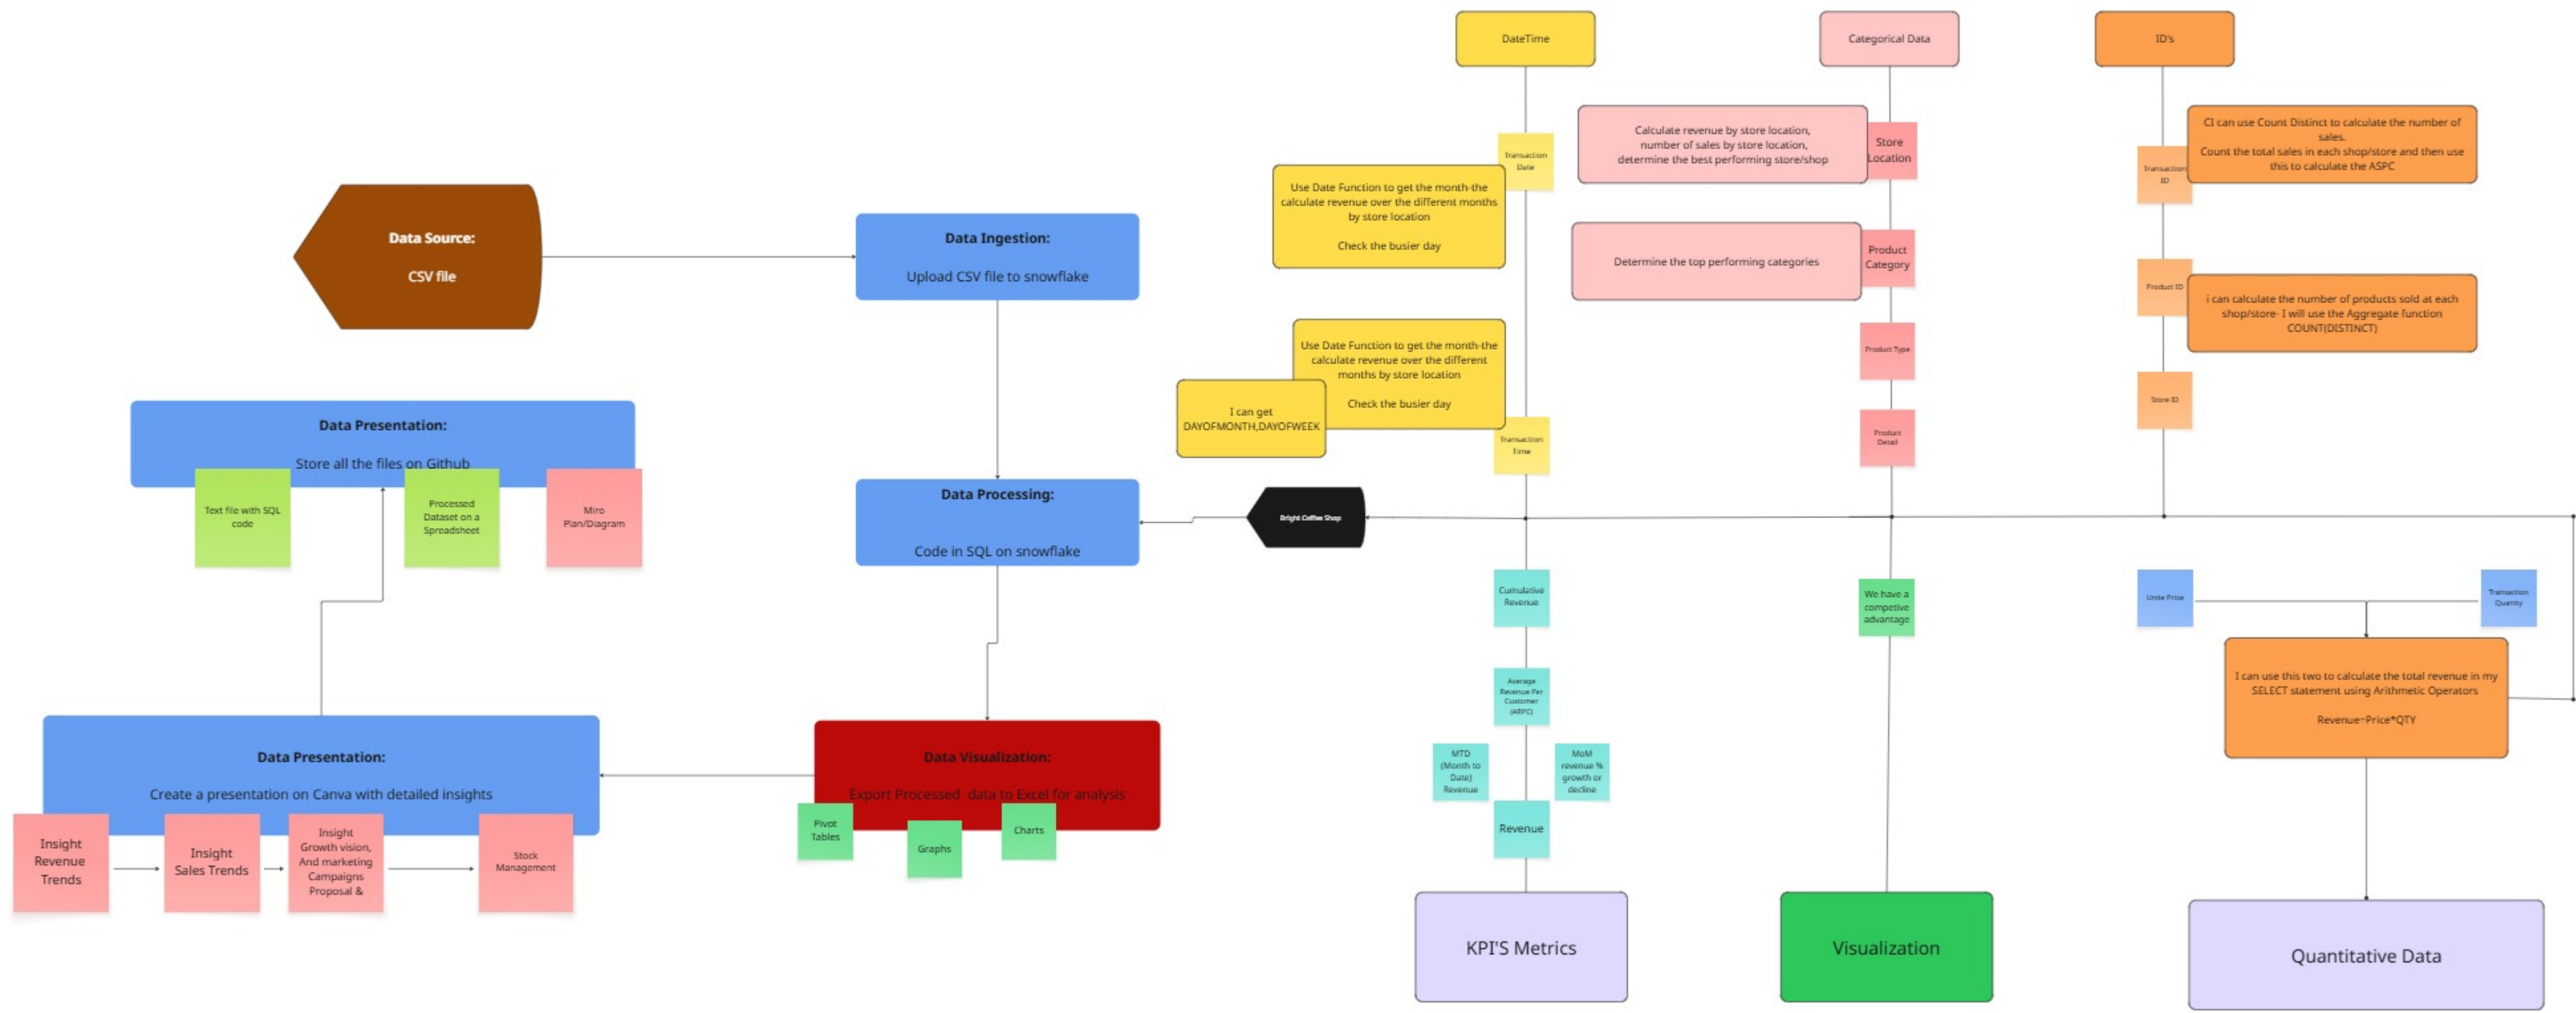 DateTime
Categorical Data
ID's
Calculate revenue by store location,
number of sales by store location,
determine the best performing store/shop
Store
Location
CI can use Count Distinct to calculate the number of
sales.
Count the total sales in each shop/store and then use
this to calculate the ASPC
Transaction
ID
Transaction
Date
Use Date Function to get the month-the
calculate revenue over the different months
by store location
Check the busier day
Data Source:
CSV file
Data Ingestion:
Upload CSV file to snowflake
Determine the top performing categories
Product
Category
Product ID
i can calculate the number of products sold at each
shop/store- I will use the Aggregate function
COUNT(DISTINCT)
Use Date Function to get the month-the
calculate revenue over the different
months by store location
Check the busier day
I can get
DAYOFMONTH,DAYOFWEEK
Transaction
Time
Product Type
Product
Detail
Store ID
Data Presentation:
Store all the files on Github
Text file with SQL
code
Processed
Dataset on a
Spreadsheet
Miro
Plan/Diagram
Data Processing:
Code in SQL on snowflake
Bright Coffee Shop
Cumulative
Revenue
We have a
competive
advantage
Unite Price
Transaction
Quanity
Average
Revenue Per
Customer
(ARPC)
I can use this two to calculate the total revenue in my
SELECT statement using Arithmetic Operators
Revenue=Price*QTY
MTD
(Month to
Date)
Revenue
MoM
revenue %
growth or
decline
Revenue
Data Presentation:
Create a presentation on Canva with detailed insights
Data Visualization:
Export Processed data to Excel for analysis
Pivot
Tables
Graphs
Charts
Insight
Revenue
Trends
Insight
Sales Trends
Insight
Growth vision,
And marketing
Campaigns
Proposal &
Stock
Management
KPI'S Metrics
Visualization
Quantitative Data